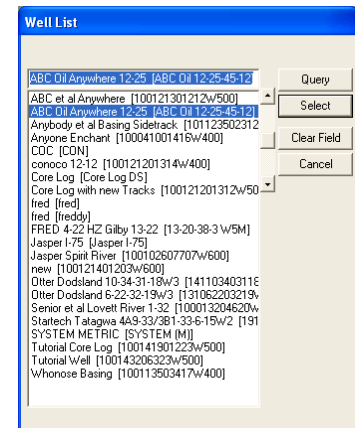 Well List
ABC Oil Anywhere 12-25 [ABC Oil 12-25-45-12]
Query
Select
Clear Field
Cancel
ABC et al Anywhere [100121301212W500]
ABC Oil Anywhere 12-25 [ABC Oil 12-25-45-12]
Anybody et al Basing Sidetrack [101123502312
Anyone Enchant [100041001416W400]
COC [CON]
conoco 12-12 [100121201314W400]
Core Log [Core Log DS]
Core Log with new Tracks [100121201312W50
fred [fred]
fred [freddy]
FRED 4-22 HZ Gilby 13-22 [13-20-38-3 W5M]
Jasper I-75 [Jasper I-75]
Jasper Spirit River [100102607707W600]
new [100121401203W600]
Otter Dodsland 10-34-31-18W3 [141103403118
Otter Dodsland 6-22-32-19W3 [131062203219
Senior et al Lovett River 1-32 [100013204620W
Startech Tatagwa 4A9-33/3B1-33-6-15W2 [191
SYSTEM METRIC [SYSTEM (M)]
Tutorial Core Log [100141901223W500]
Tutorial Well [100143206323W500]
Whonose Basing [100113503417W400]